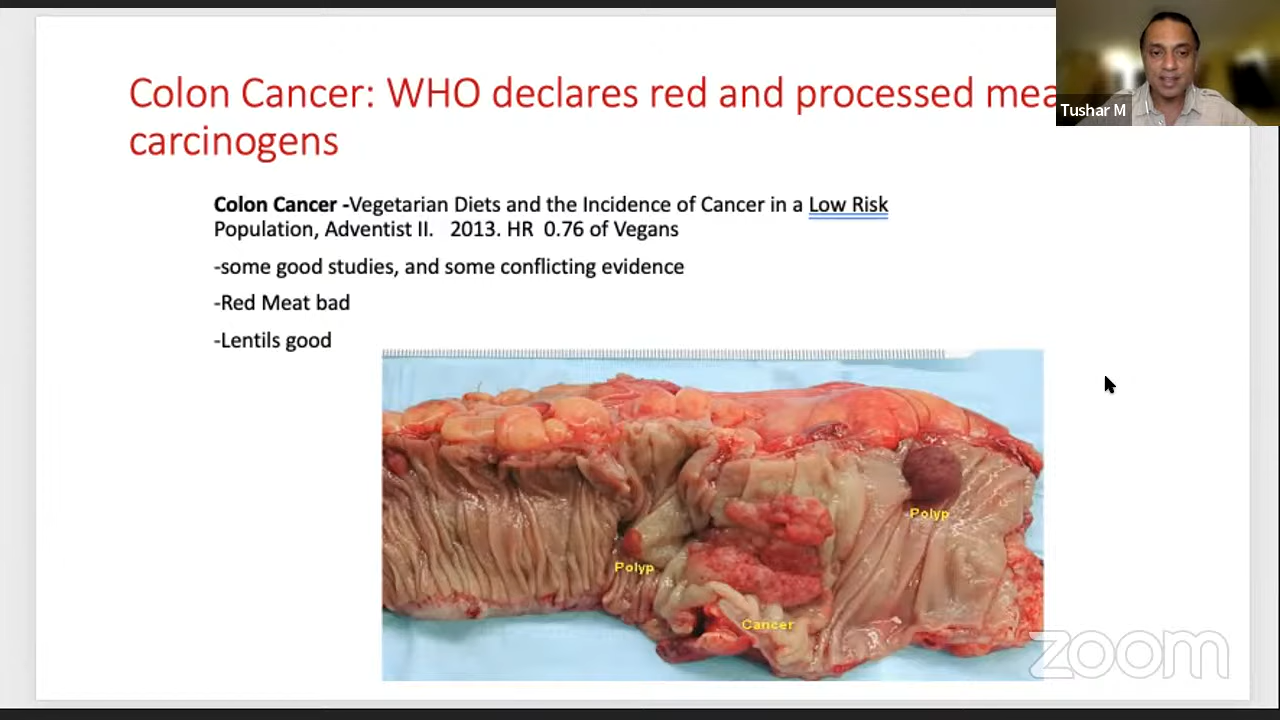 Colon Cancer: WHO declares red and processed mea
carcinogens
Tushar M
Colon Cancer -Vegetarian Diets and the Incidence of Cancer in a Low Risk
Population, Adventist II.   2013. HR  0.76 of Vegans
-some good studies, and some conflicting evidence
-Red Meat bad
-Lentils good
Polyp
Polyp
Cancer
zoom